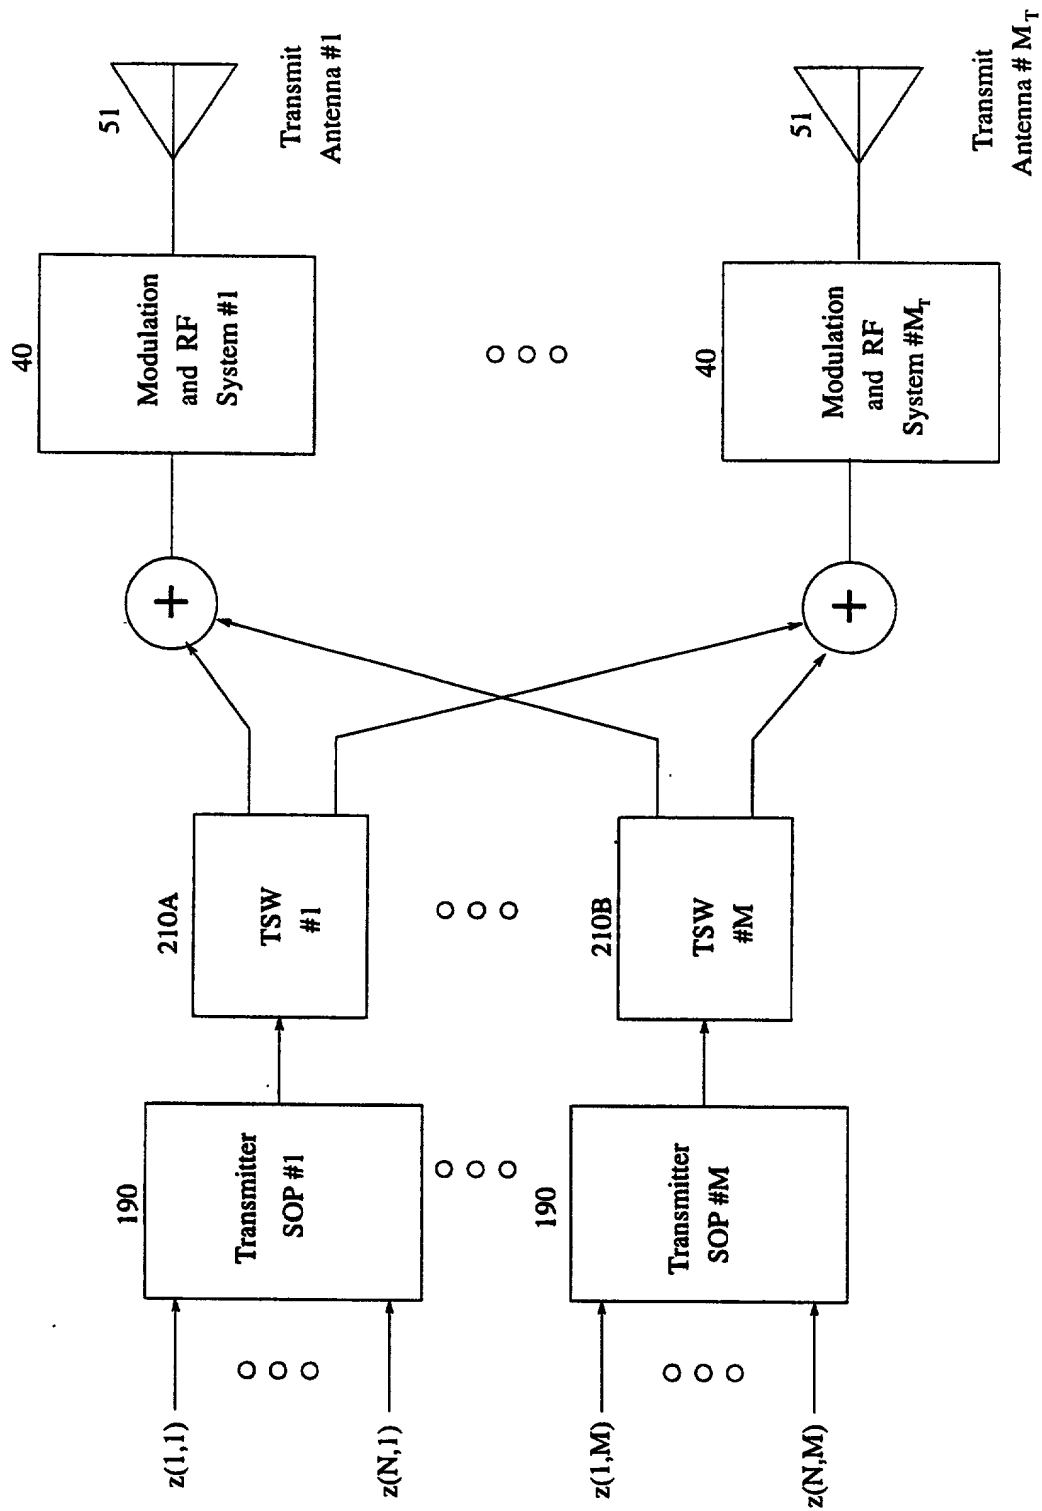 z(1,1)
z(N,1)
z(1,M)
z(N,M)
190
Transmitter
SOP #1
190
Transmitter
SOP #M
210A
TSW
#1
210B
TSW
#M
+
+
40
Modulation
and RF
System #1
40
Modulation
and RF
System #M_T
51
Transmit
Antenna #1
51
Transmit
Antenna # M_T